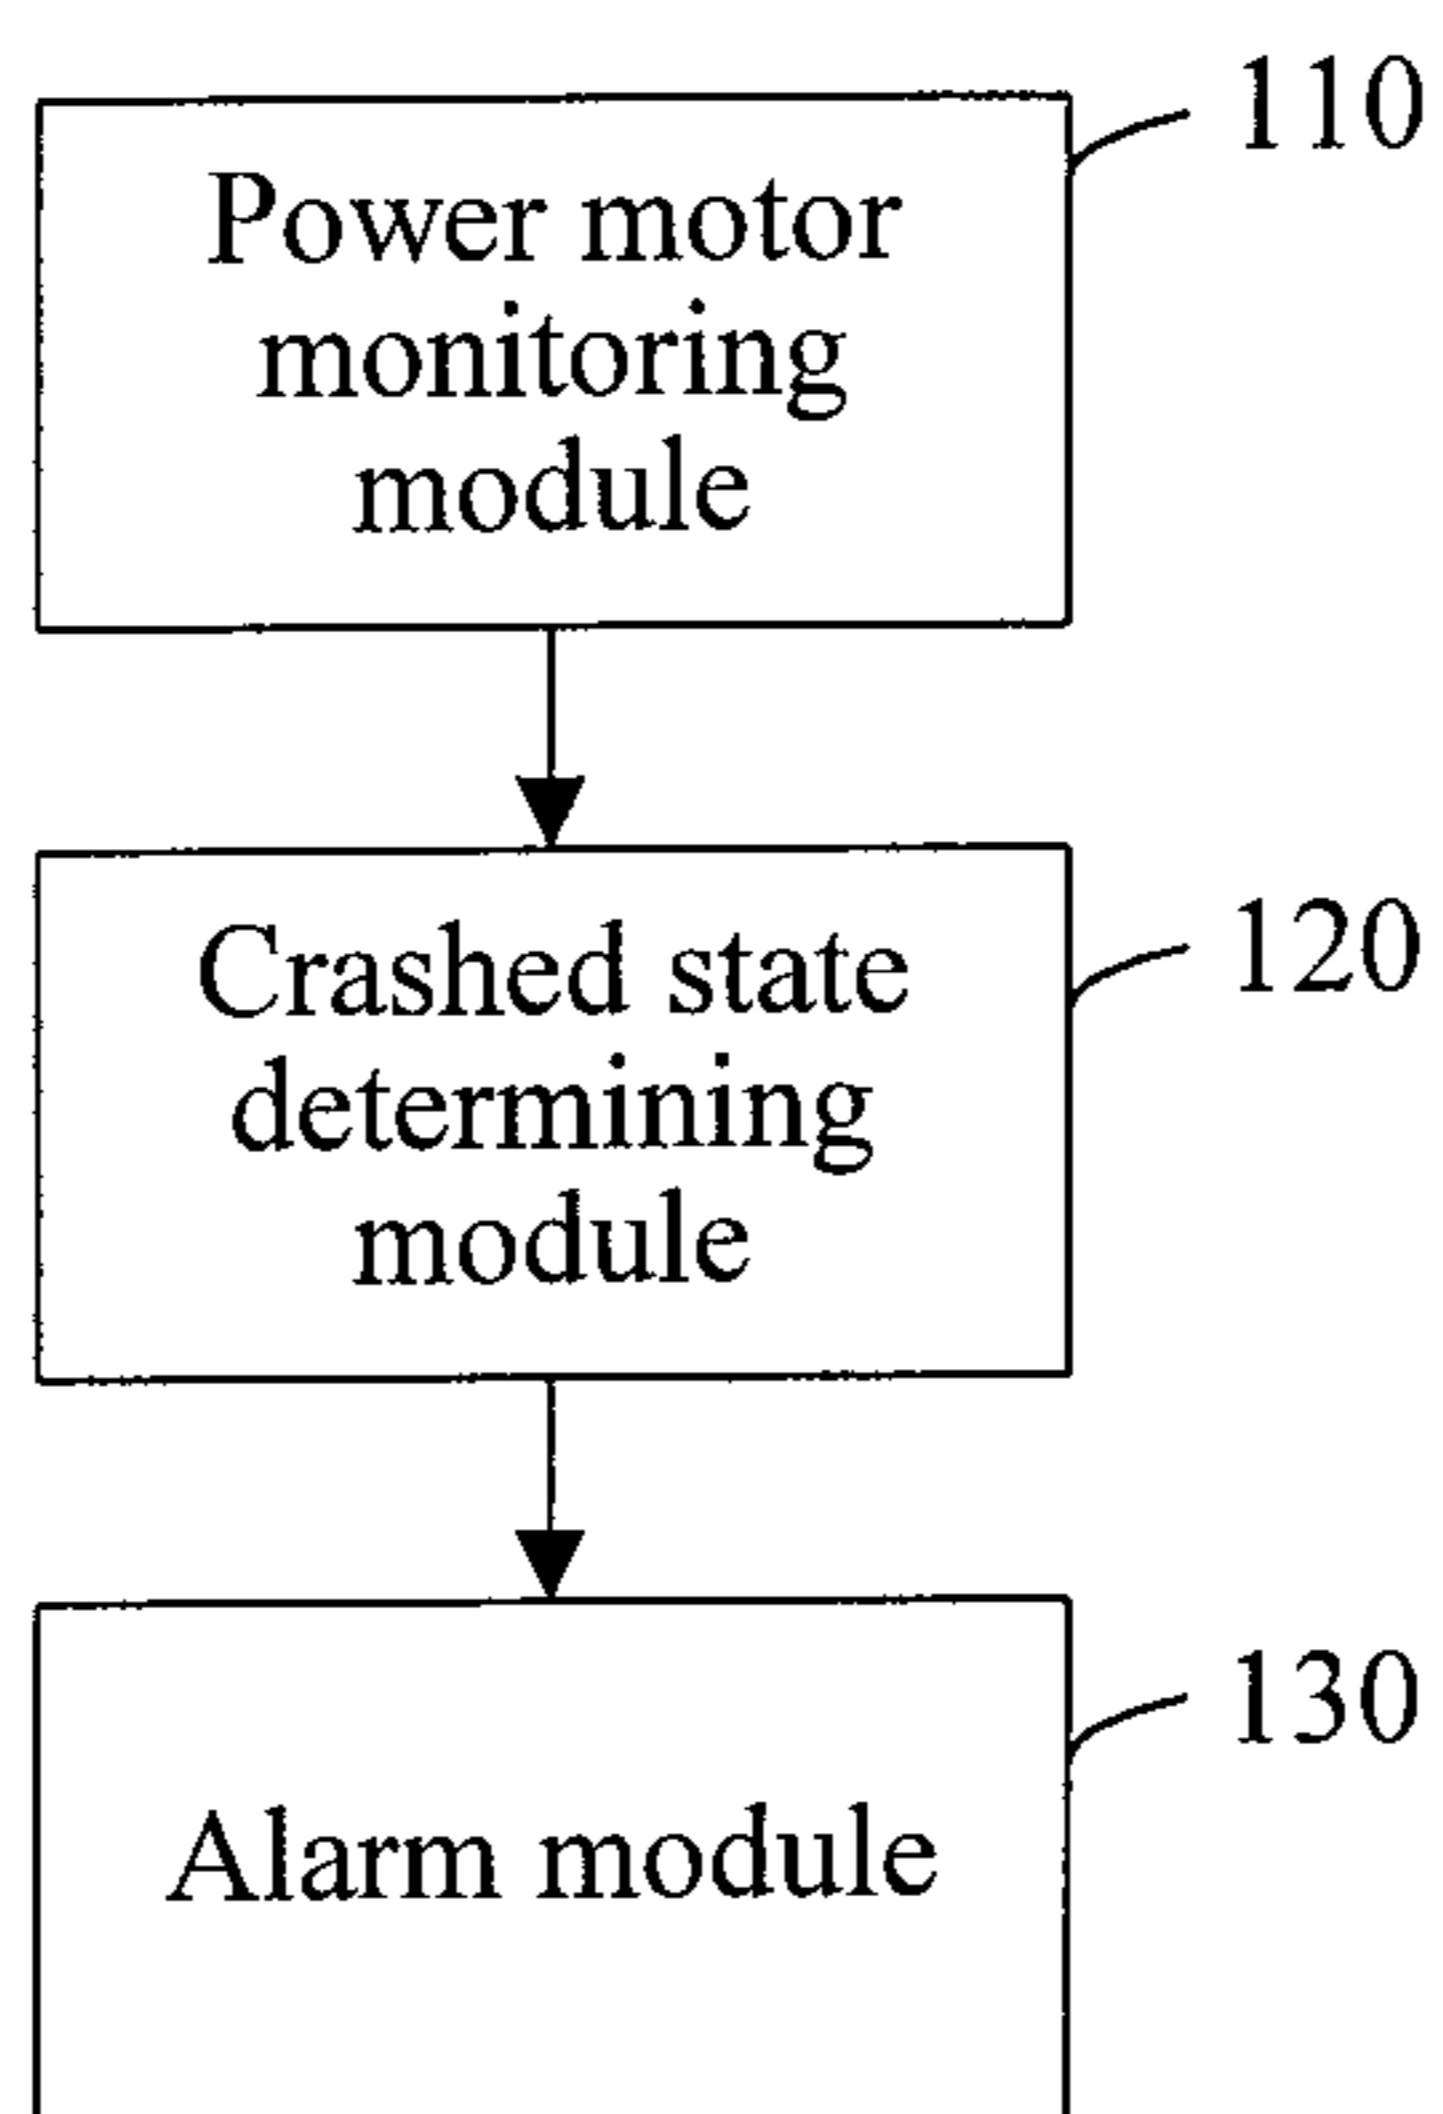 110
Power motor
monitoring
module
120
Crashed state
determining
module
130
Alarm module